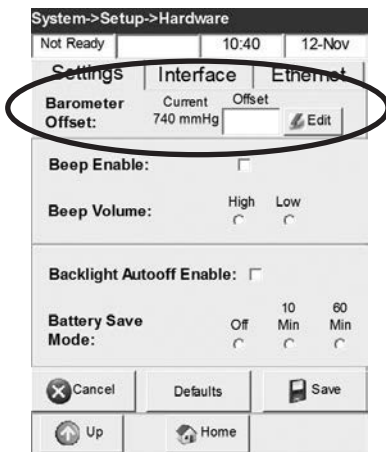 System->Setup->Hardware
Not Ready 10:40 12-Nov
Settings Interface Ethernet
Barometer Current Offset
Offset: 740 mmHg Edit
Beep Enable:
Beep Volume: High Low
Backlight Autooff Enable:
10 60
Battery Save Off Min Min
Mode:
Cancel Defaults Save
Up Home